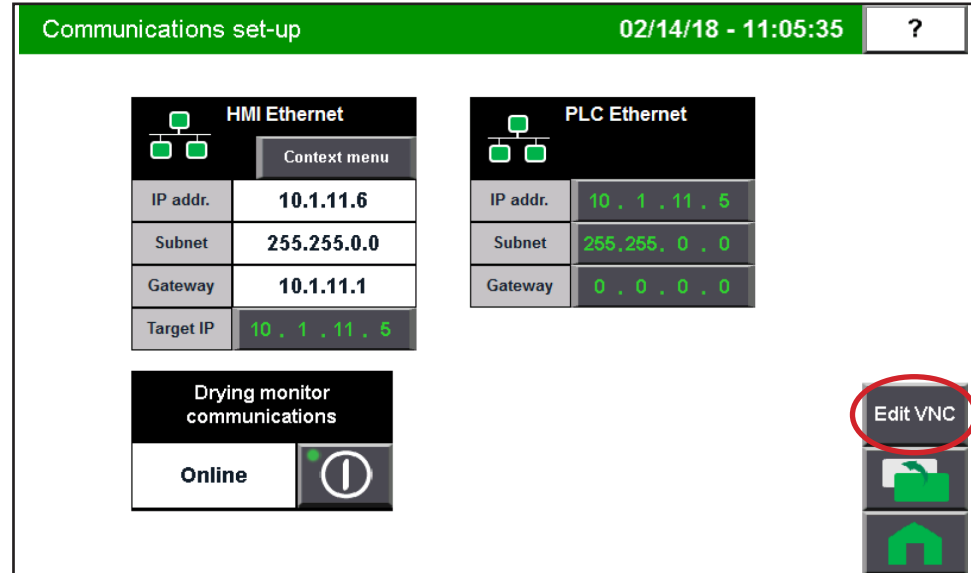 Communications set-up 02/14/18 - 11:05:35 ?
HMI Ethernet
Context menu
IP addr. 10.1.11.6
Subnet 255.255.0.0
Gateway 10.1.11.1
Target IP 10 . 1 . 11 . 5
PLC Ethernet
IP addr. 10 . 1 . 11 . 5
Subnet 255.255. 0 . 0
Gateway 0 . 0 . 0 . 0
Drying monitor
communications
Online
Edit VNC